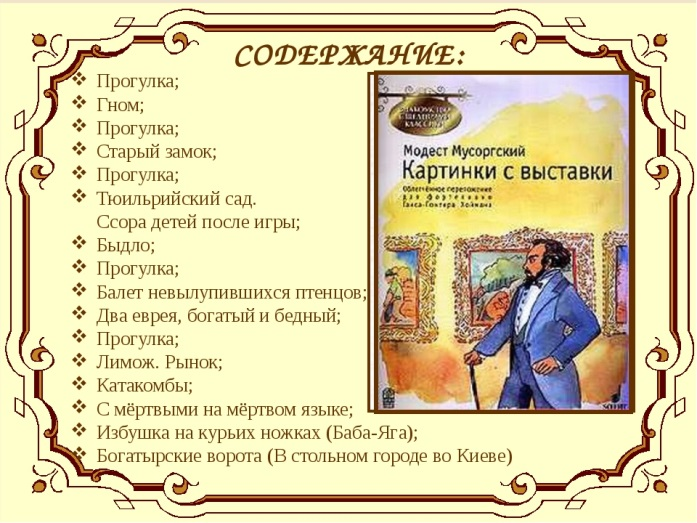 СОДЕРЖАНИЕ:
Прогулка;
Гном;
Прогулка;
Старый замок;
Прогулка;
Тюильрийский сад.
Ссора детей после игры;
Быдло;
Прогулка;
Балет невылупившихся птенцов;
Два еврея, богатый и бедный;
Прогулка;
Лимож. Рынок;
Катакомбы;
С мёртвыми на мёртвом языке;
Избушка на курьих ножках (Баба-Яга);
Богатырские ворота (В стольном городе во Киеве)
ЗНАКОМСТВО
С ШЕДЕВРАМИ
КЛАССИКИ
Модест Мусоргский
Картинки с выставки
Облегчённое переложение
для фортепиано
Ганса-Гюнтера Хоймана
SCHOTT